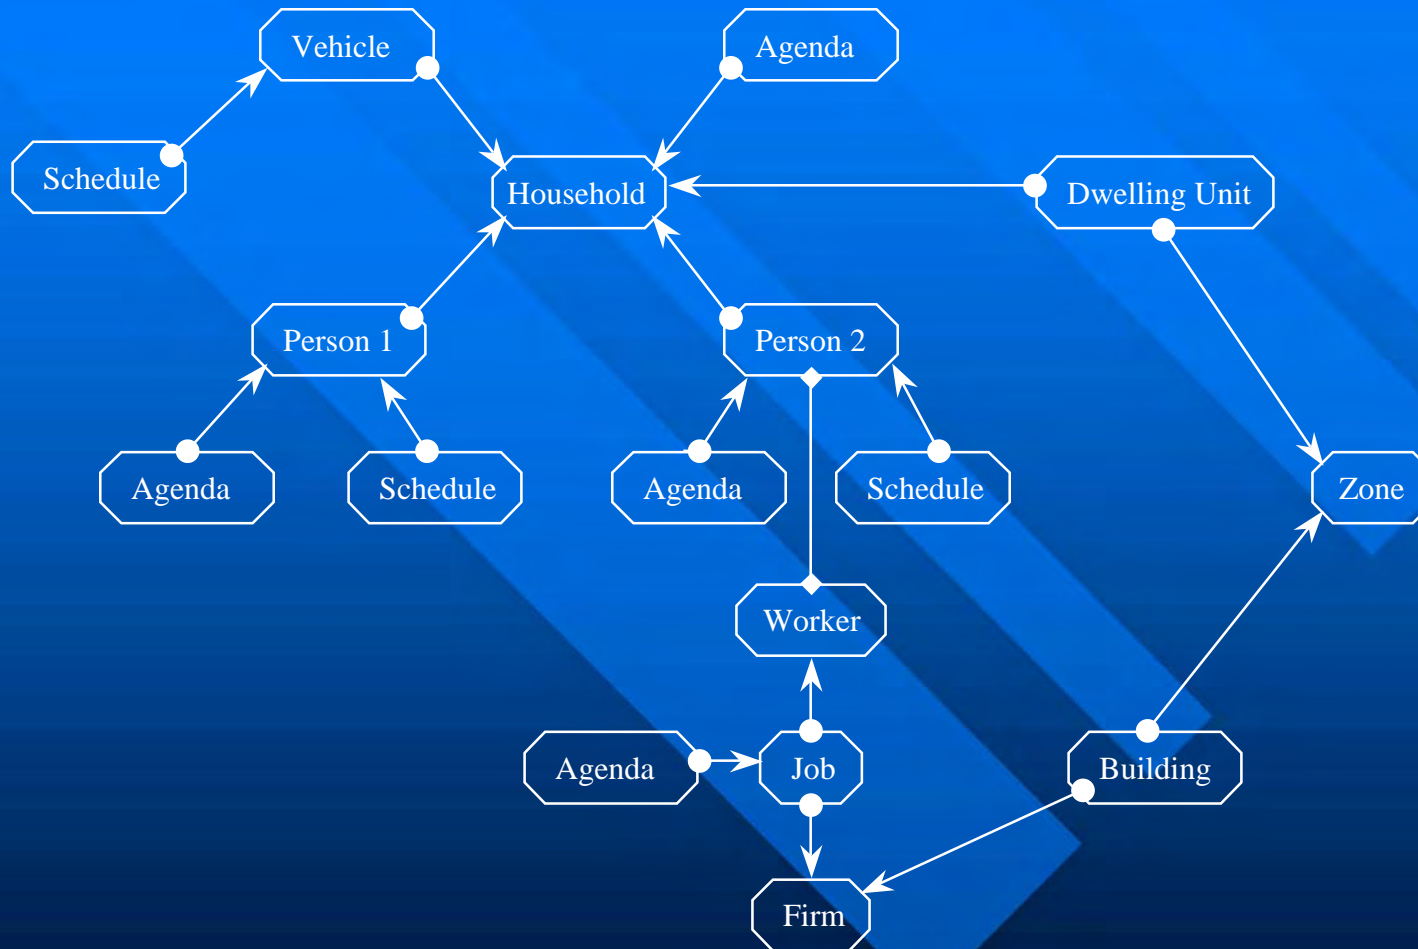 Vehicle
Agenda
Schedule
Household
Dwelling Unit
Person 1
Person 2
Agenda
Schedule
Agenda
Schedule
Zone
Worker
Agenda
Job
Building
Firm